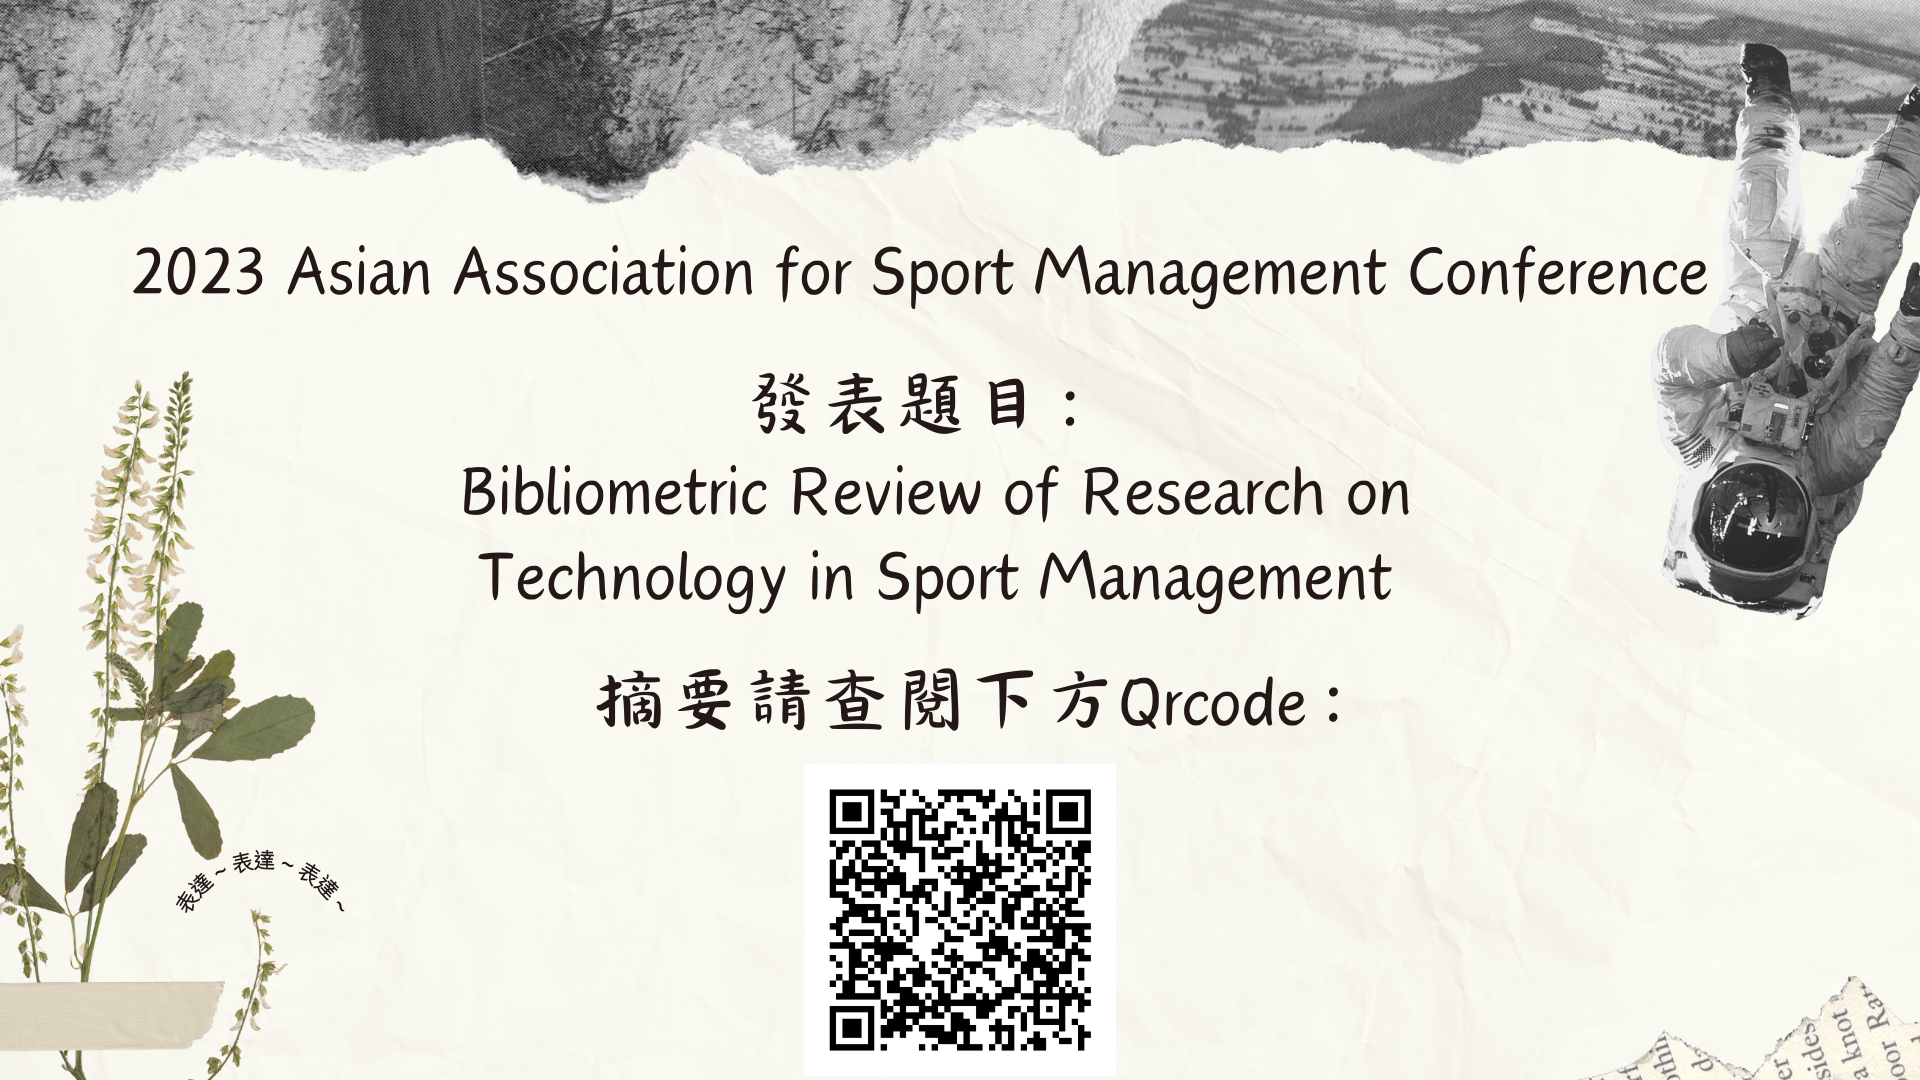 2023 Asian Association for Sport Management Conference
發表題目：
Bibliometric Review of Research on
Technology in Sport Management
摘要請查閱下方Qrcode：
表達~表達~表達~
sides
a knot
oor